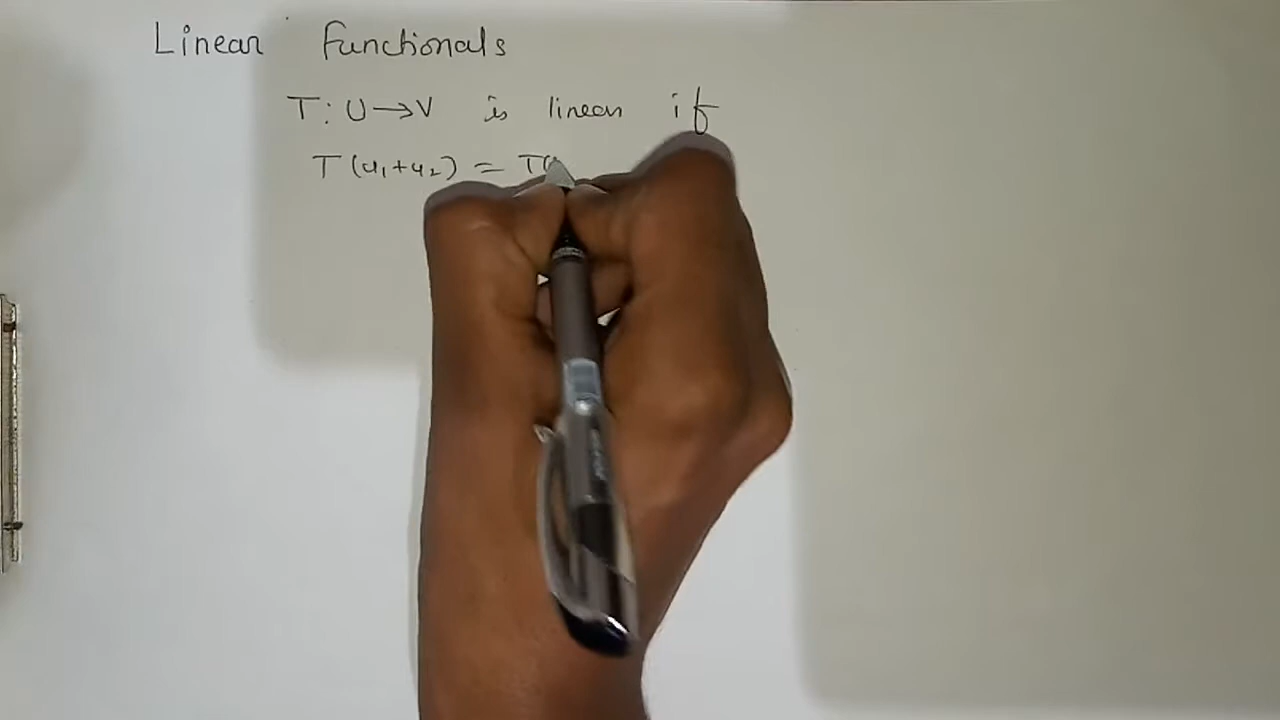 Linear Functionals
T: U→V is linear if
T(u₁+u₂) = T(